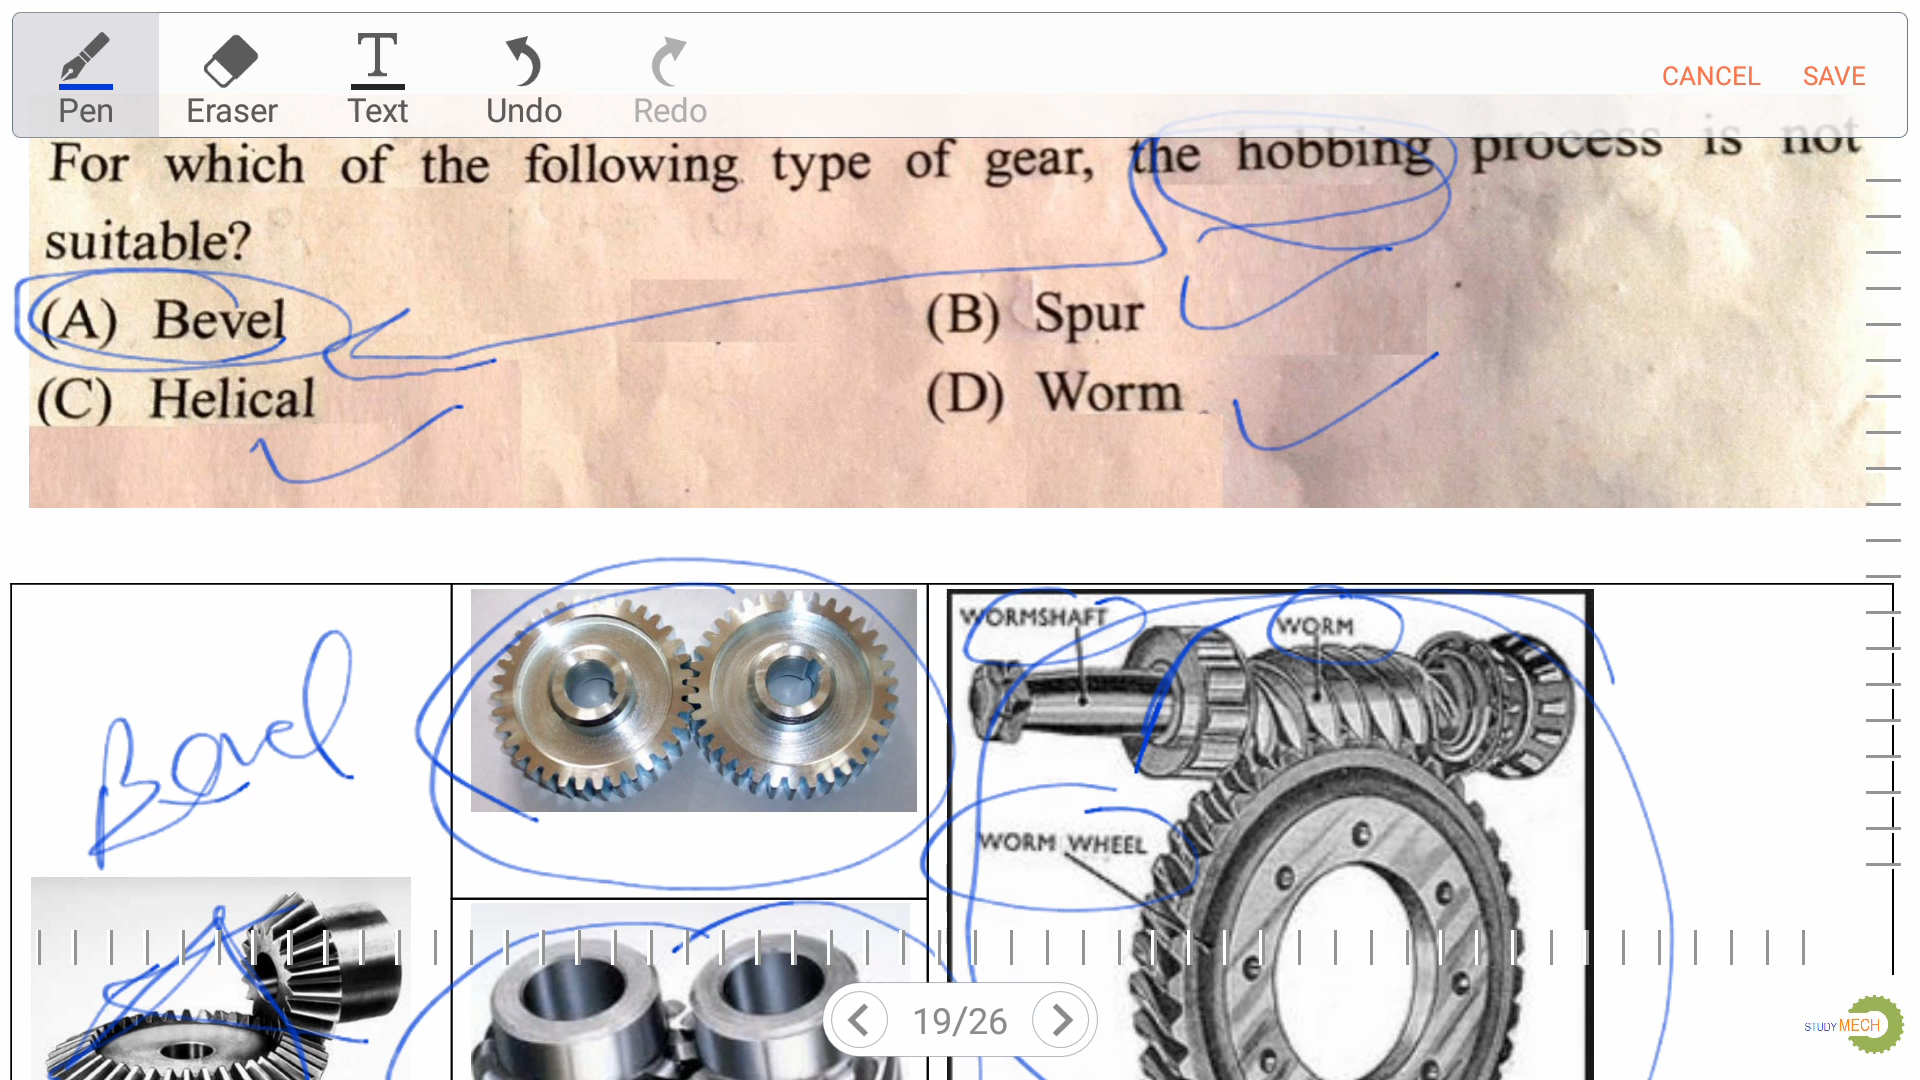 Pen Eraser Text Undo Redo CANCEL SAVE
For which of the following type of gear, the hobbing process is not
suitable?
(A) Bevel (B) Spur
(C) Helical (D) Worm
WORMSHAFT WORM
Bevel
WORM WHEEL
19/26
STUDY MECH